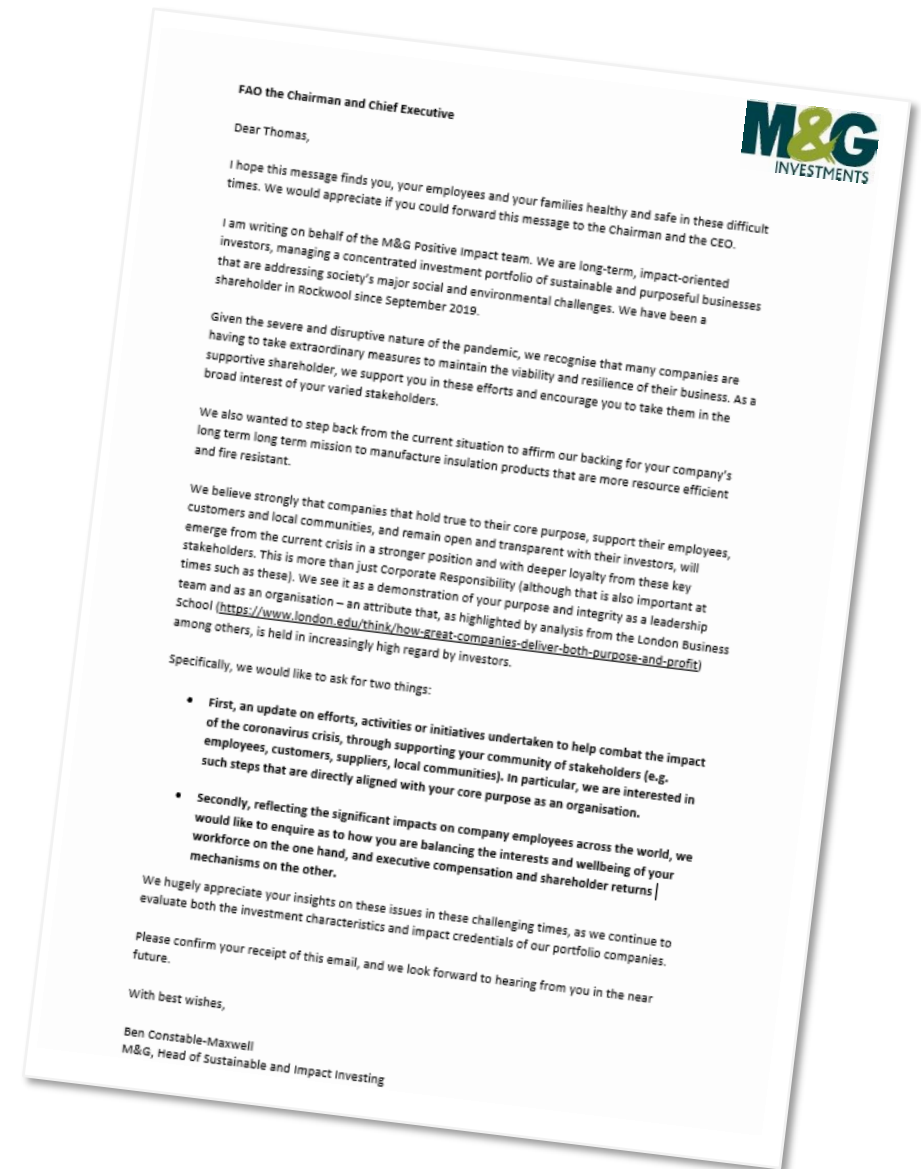 M&G
INVESTMENTS
FAO the Chairman and Chief Executive
Dear Thomas,
I hope this message finds you, your employees and your families healthy and safe in these difficult
times. We would appreciate if you could forward this message to the Chairman and the CEO.
I am writing on behalf of the M&G Positive Impact team. We are long-term, impact-oriented
investors, managing a concentrated investment portfolio of sustainable and purposeful businesses
that are addressing society's major social and environmental challenges. We have been a
shareholder in Rockwool since September 2019.
Given the severe and disruptive nature of the pandemic, we recognise that many companies are
having to take extraordinary measures to maintain the viability and resilience of their business. As a
supportive shareholder, we support you in these efforts and encourage you to take them in the
broad interest of your varied stakeholders.
We also wanted to step back from the current situation to affirm our backing for your company's
long term long term mission to manufacture insulation products that are more resource efficient
and fire resistant.
We believe strongly that companies that hold true to their core purpose, support their employees,
customers and local communities, and remain open and transparent with their investors, will
emerge from the current crisis in a stronger position and with deeper loyalty from these key
stakeholders. This is more than just Corporate Responsibility (although that is also important at
times such as these). We see it as a demonstration of your purpose and integrity as a leadership
team and as an organisation – an attribute that, as highlighted by analysis from the London Business
School (https://www.london.edu/think/how-great-companies-deliver-both-purpose-and-profit)
among others, is held in increasingly high regard by investors.
Specifically, we would like to ask for two things:
• First, an update on efforts, activities or initiatives undertaken to help combat the impact
of the coronavirus crisis, through supporting your community of stakeholders (e.g.
employees, customers, suppliers, local communities). In particular, we are interested in
such steps that are directly aligned with your core purpose as an organisation.
• Secondly, reflecting the significant impacts on company employees across the world, we
would like to enquire as to how you are balancing the interests and wellbeing of your
workforce on the one hand, and executive compensation and shareholder returns
mechanisms on the other.
We hugely appreciate your insights on these issues in these challenging times, as we continue to
evaluate both the investment characteristics and impact credentials of our portfolio companies.
Please confirm your receipt of this email, and we look forward to hearing from you in the near
future.
With best wishes,
Ben Constable-Maxwell
M&G, Head of Sustainable and Impact Investing